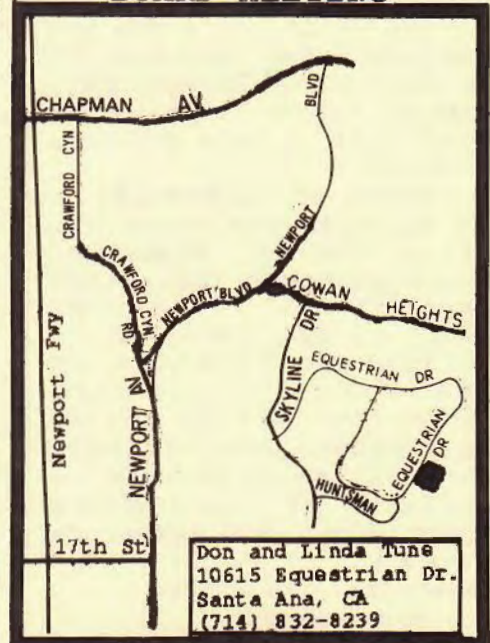 BOARD MEETING
CHAPMAN AV
BLVD
CRAWFORD CYN
CRAWFORD CYN
RD
NEWPORT BLVD
NEWPORT
COWAN
HEIGHTS
DR
SKYLINE
EQUESTRIAN DR
EQUESTRIAN
DR
HUNTSMAN
Newport Fwy
NEWPORT AV
17th St
Don and Linda Tune
10615 Equestrian Dr.
Santa Ana, CA
(714) 832-8239